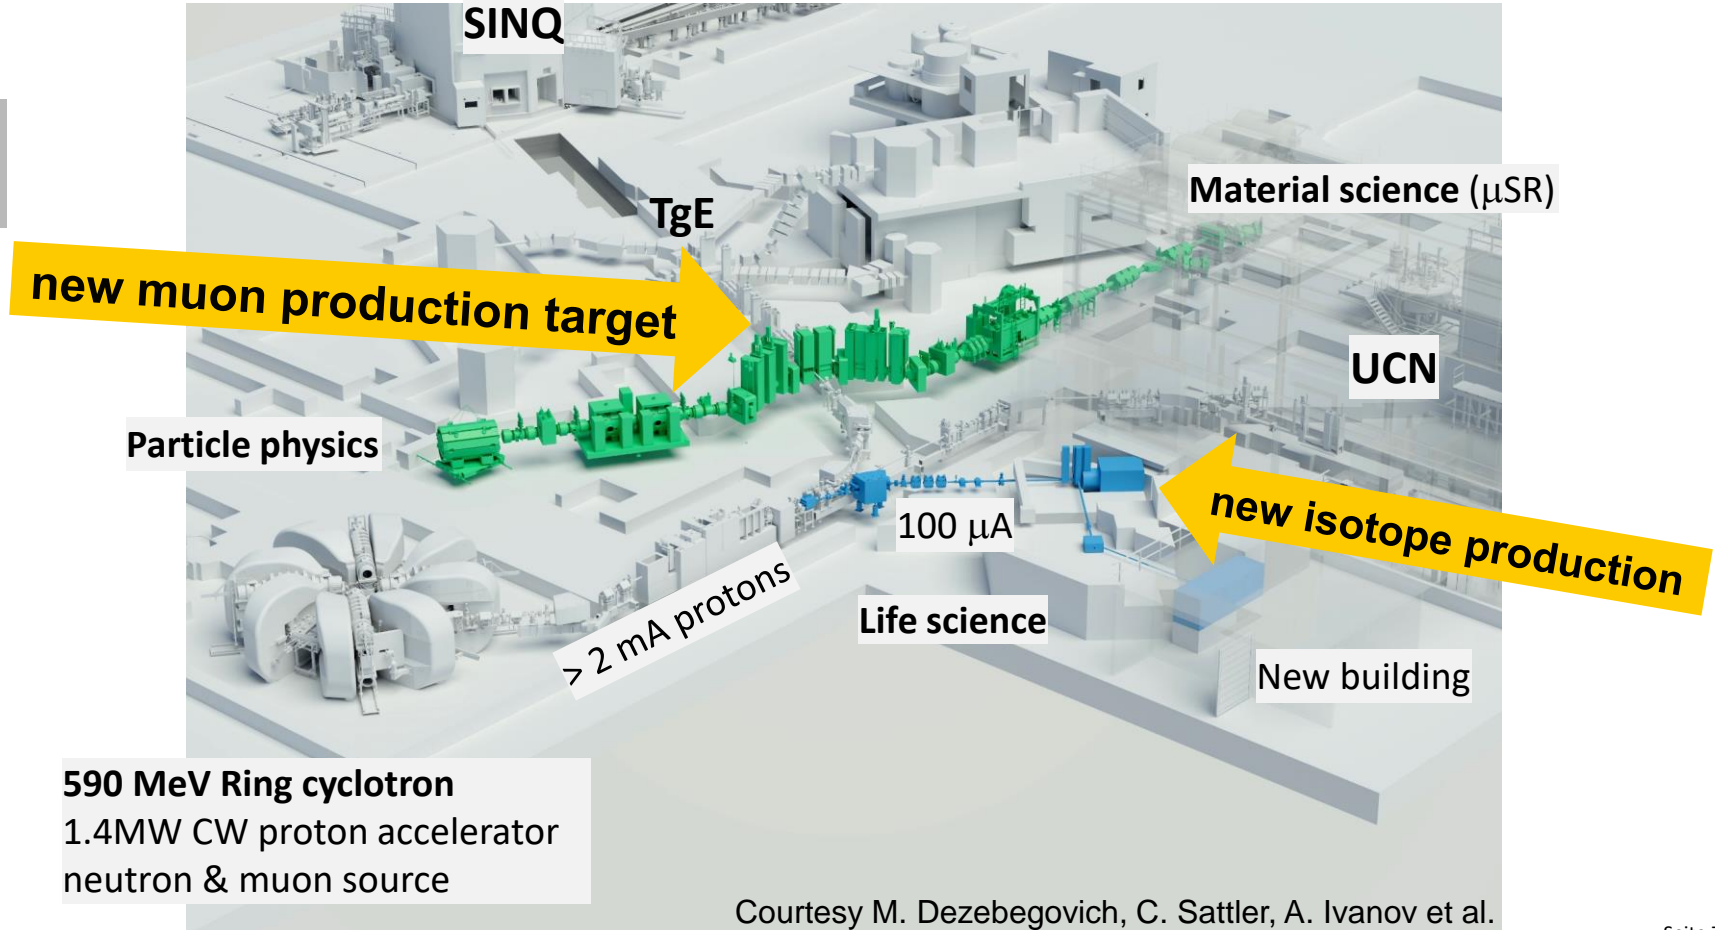 SINQ
Material science (μSR)
TgE
new muon production target
UCN
Particle physics
100 μA
new isotope production
> 2 mA protons
Life science
New building
590 MeV Ring cyclotron
1.4MW CW proton accelerator
neutron & muon source
Courtesy M. Dezebegovich, C. Sattler, A. Ivanov et al.